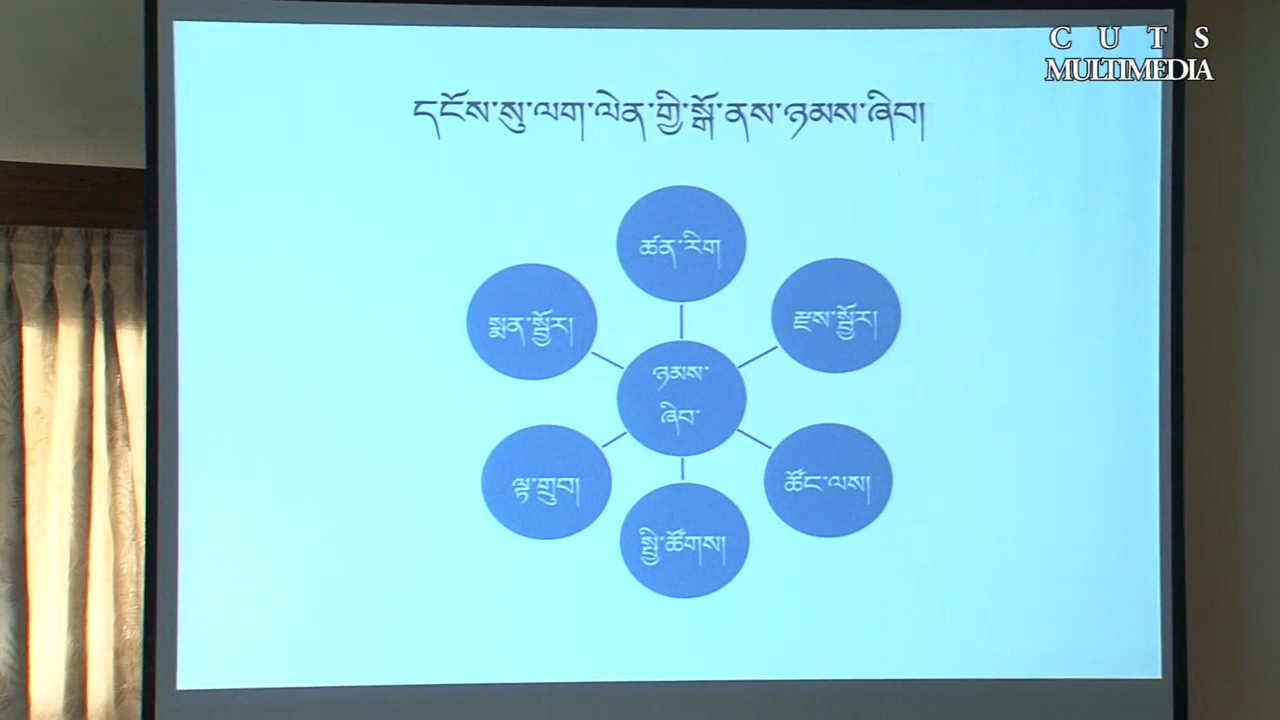 C U T S
MULTIMEDIA
དངོས་སུ་ལག་ལེན་གྱི་སྒོ་ནས་ཉམས་ཞིབ།
ཚན་རིག
སྨན་སྦྱོར།
རྫས་སྦྱོར།
ཉམས་
ཞིབ་
ལྟ་གྲུབ།
ཚོང་ལས།
སྤྱི་ཚོགས།